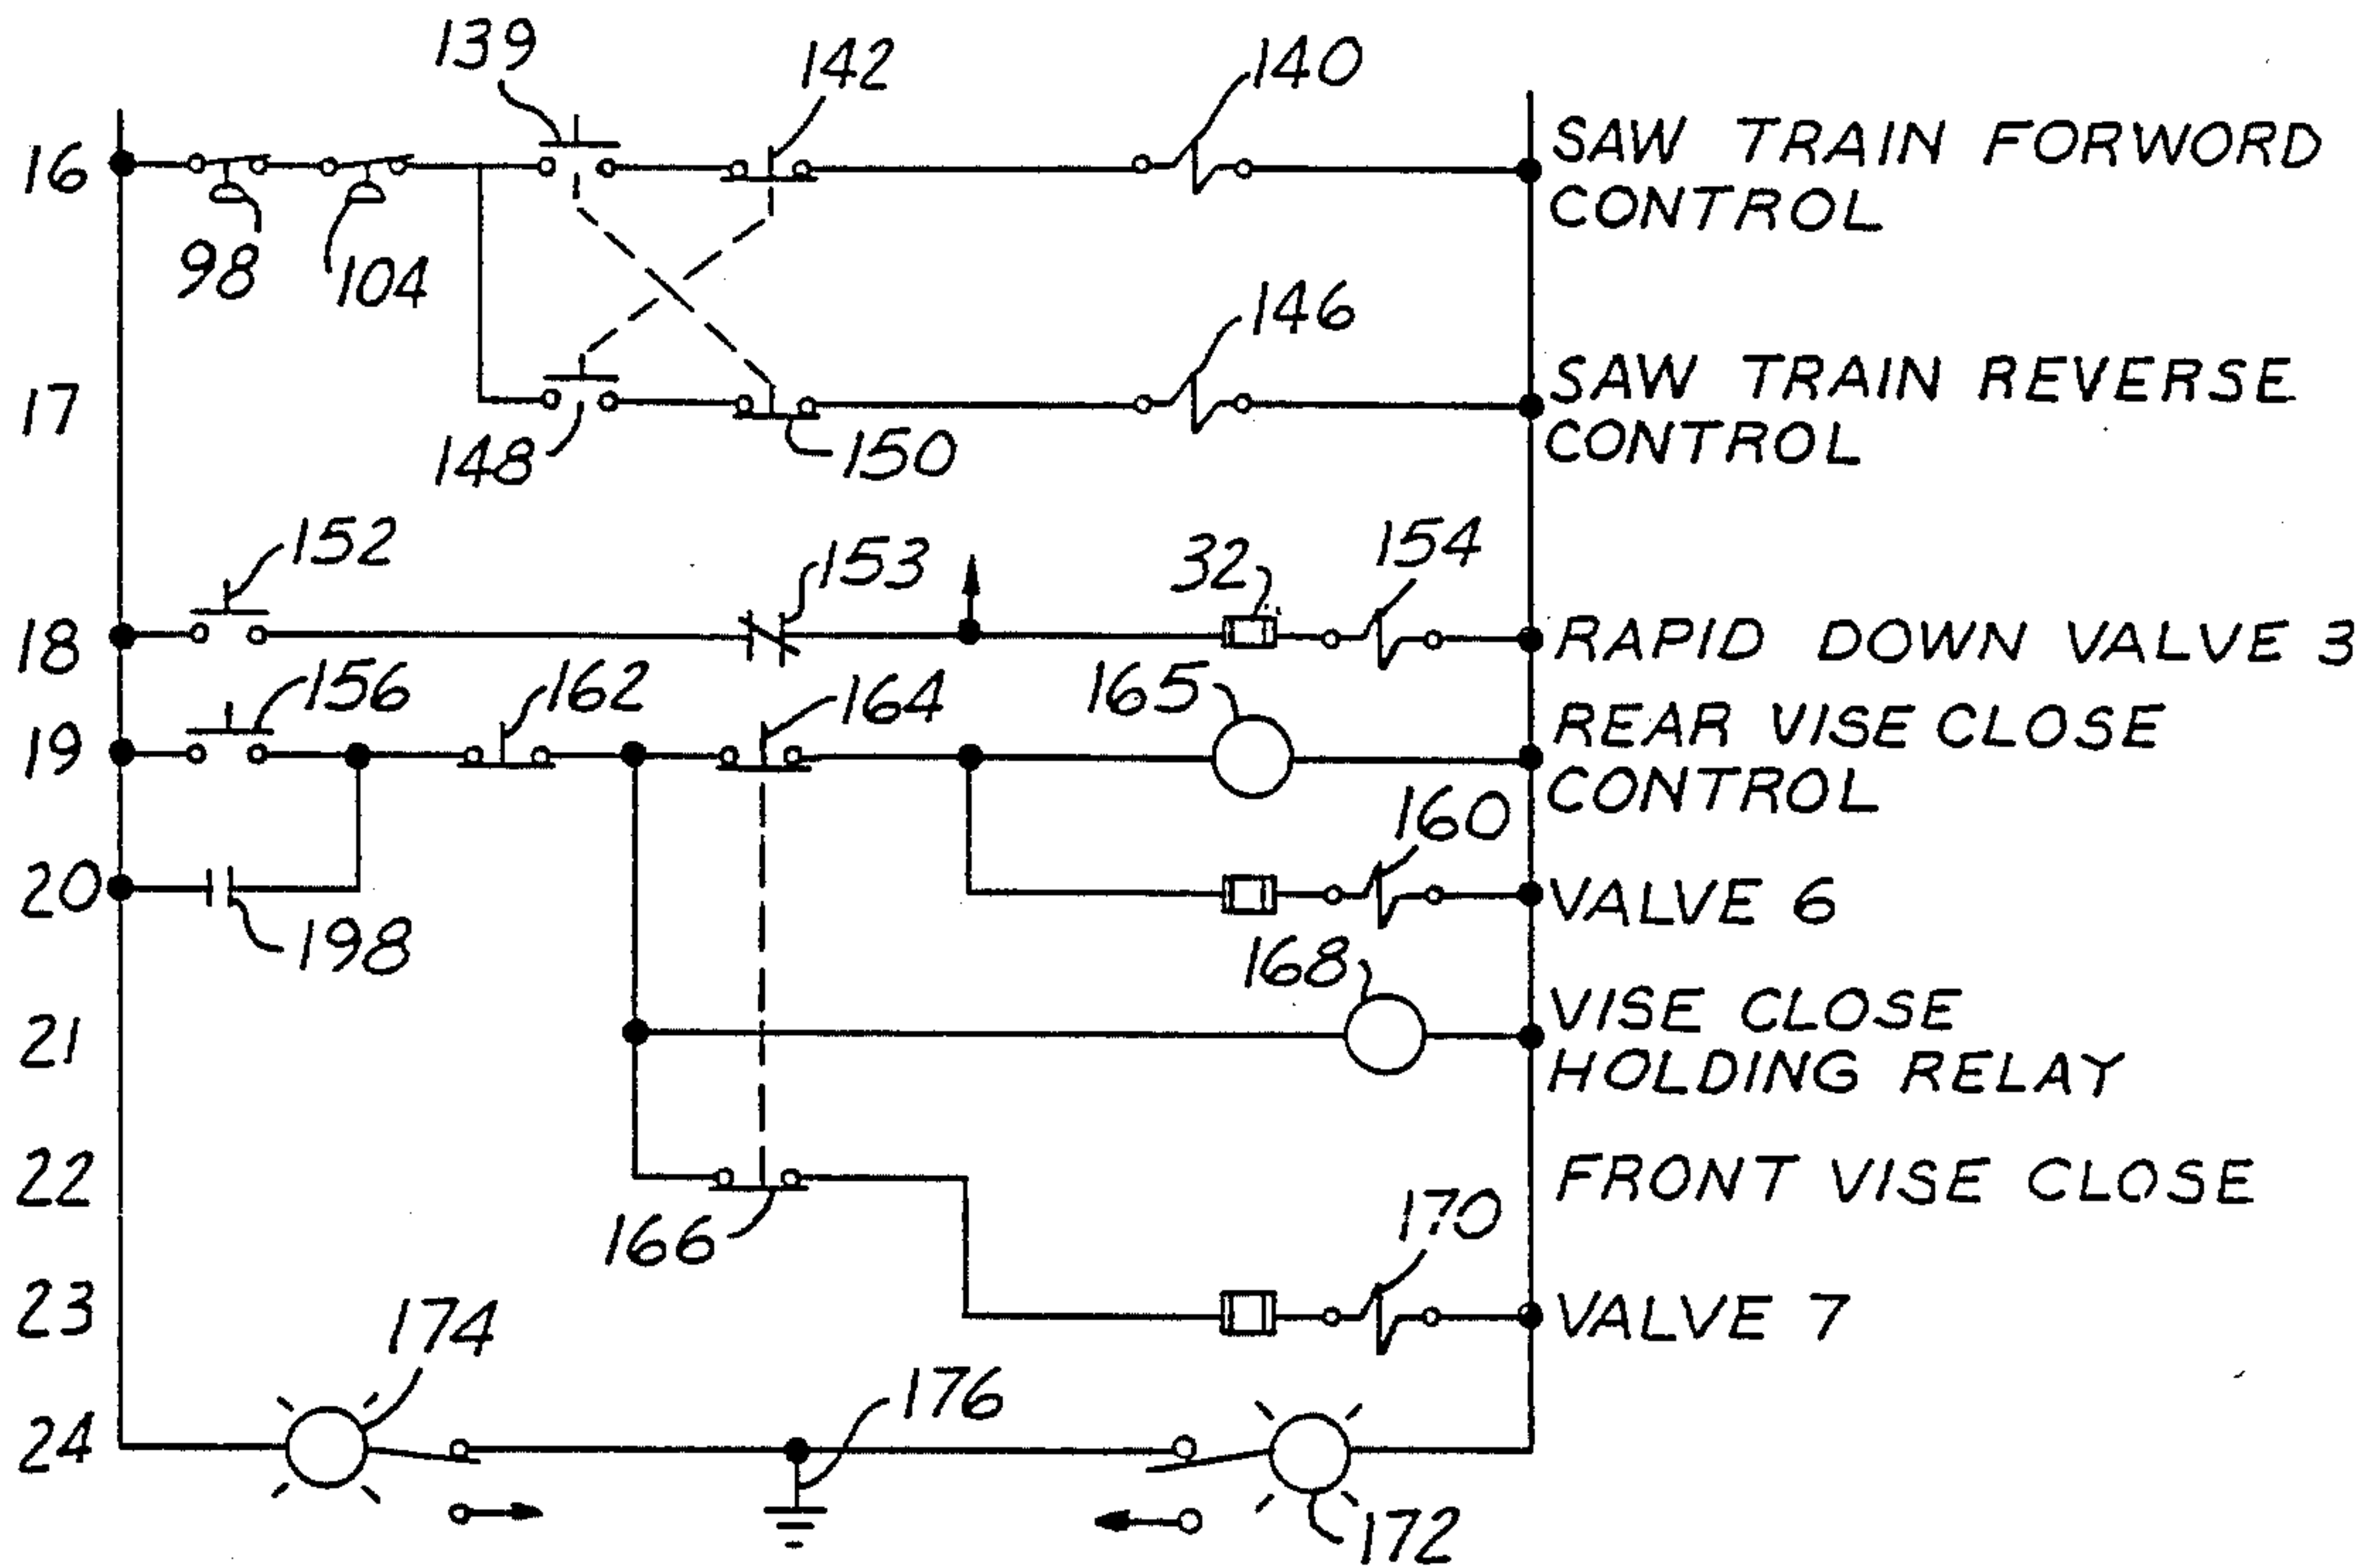 139
142
140
16
SAW TRAIN FORWORD
CONTROL
98
104
146
17
SAW TRAIN REVERSE
CONTROL
148
150
152
153
32
154
18
RAPID DOWN VALVE 3
156
162
164
165
19
REAR VISE CLOSE
CONTROL
160
20
VALVE 6
198
168
21
VISE CLOSE
HOLDING RELAY
22
FRONT VISE CLOSE
166
170
23
VALVE 7
174
176
24
172